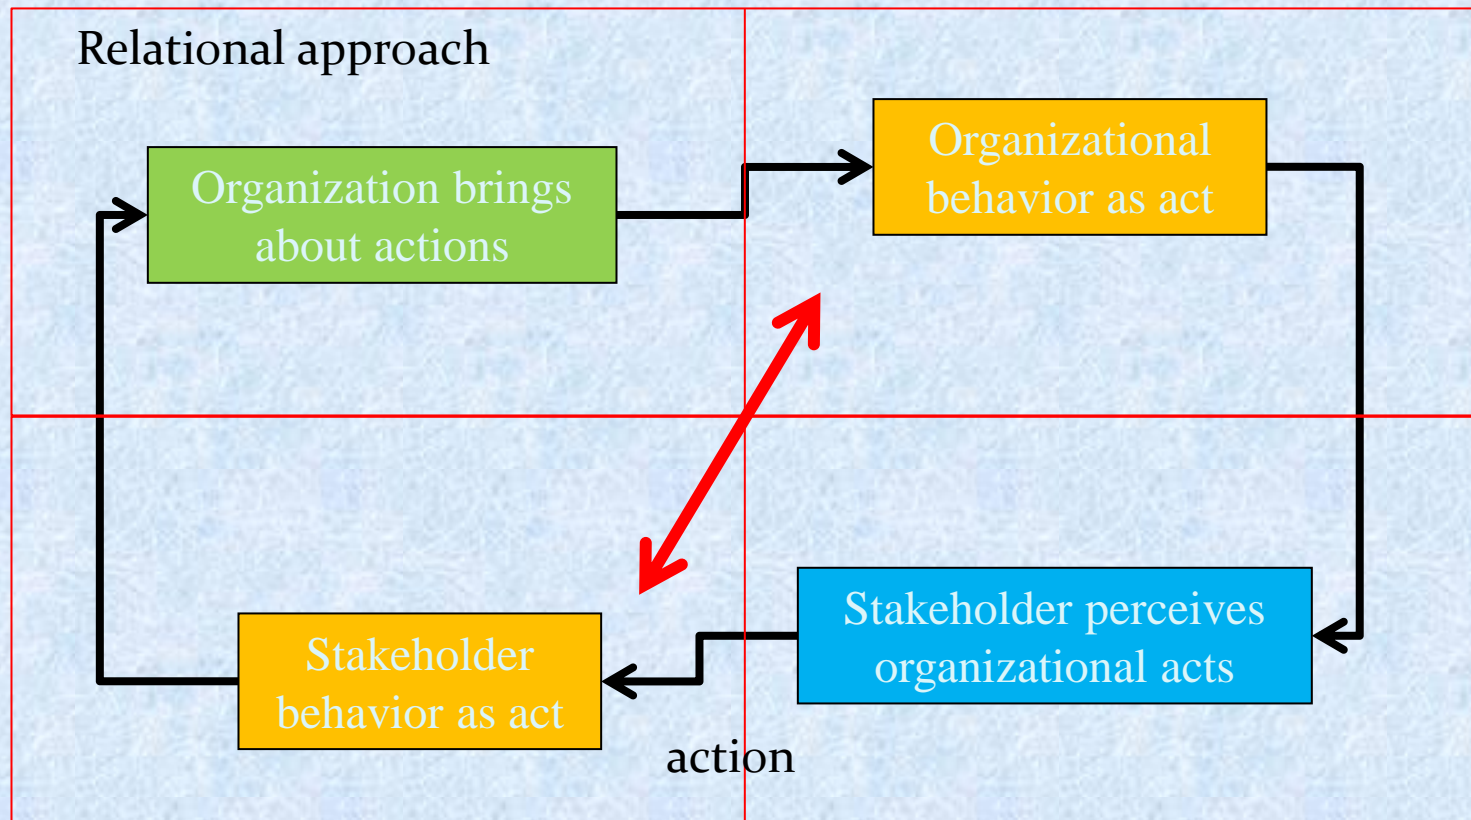 Relational approach
Organization brings
about actions
Organizational
behavior as act
Stakeholder perceives
organizational acts
Stakeholder
behavior as act
action